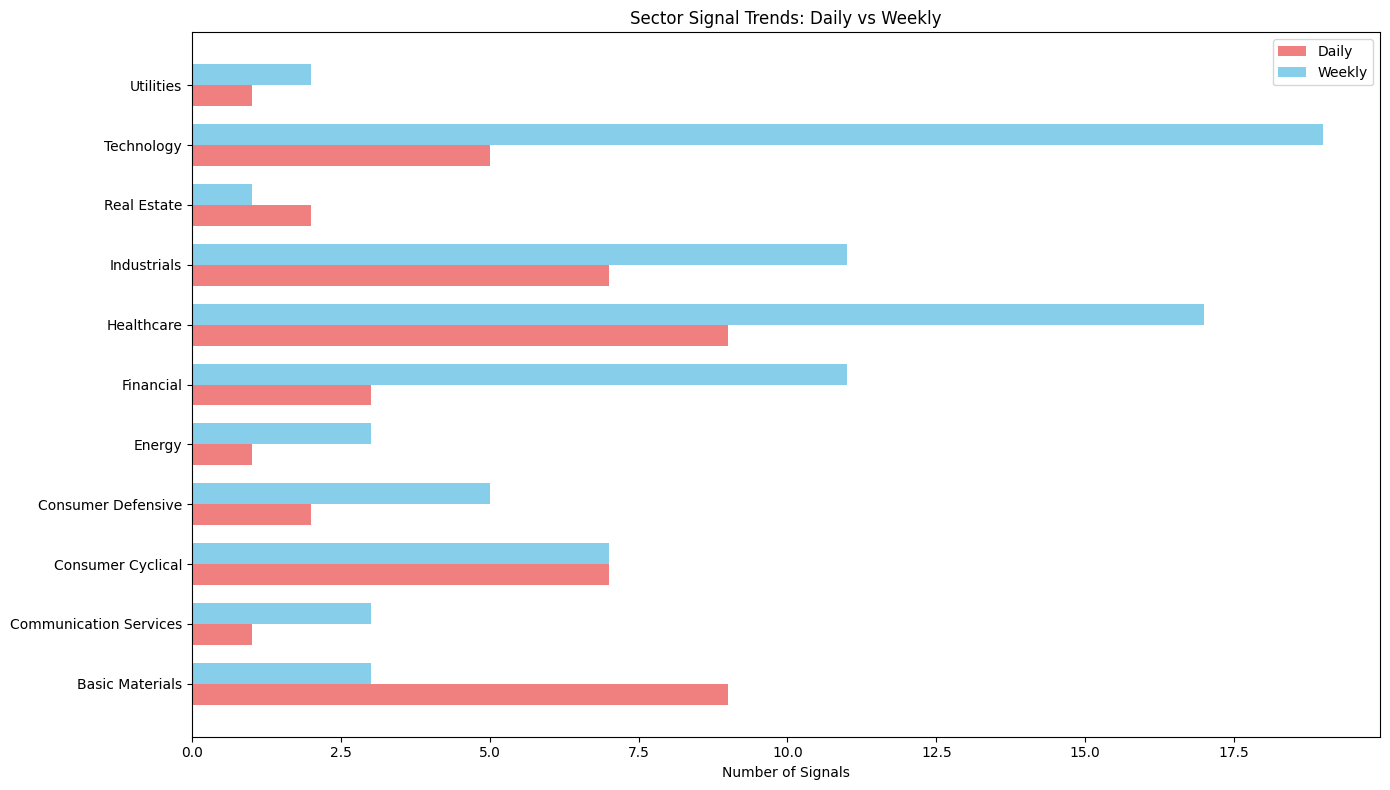 Sector Signal Trends: Daily vs Weekly
Daily
Weekly
Utilities
Technology
Real Estate
Industrials
Healthcare
Financial
Energy
Consumer Defensive
Consumer Cyclical
Communication Services
Basic Materials
0.0 2.5 5.0 7.5 10.0 12.5 15.0 17.5
Number of Signals